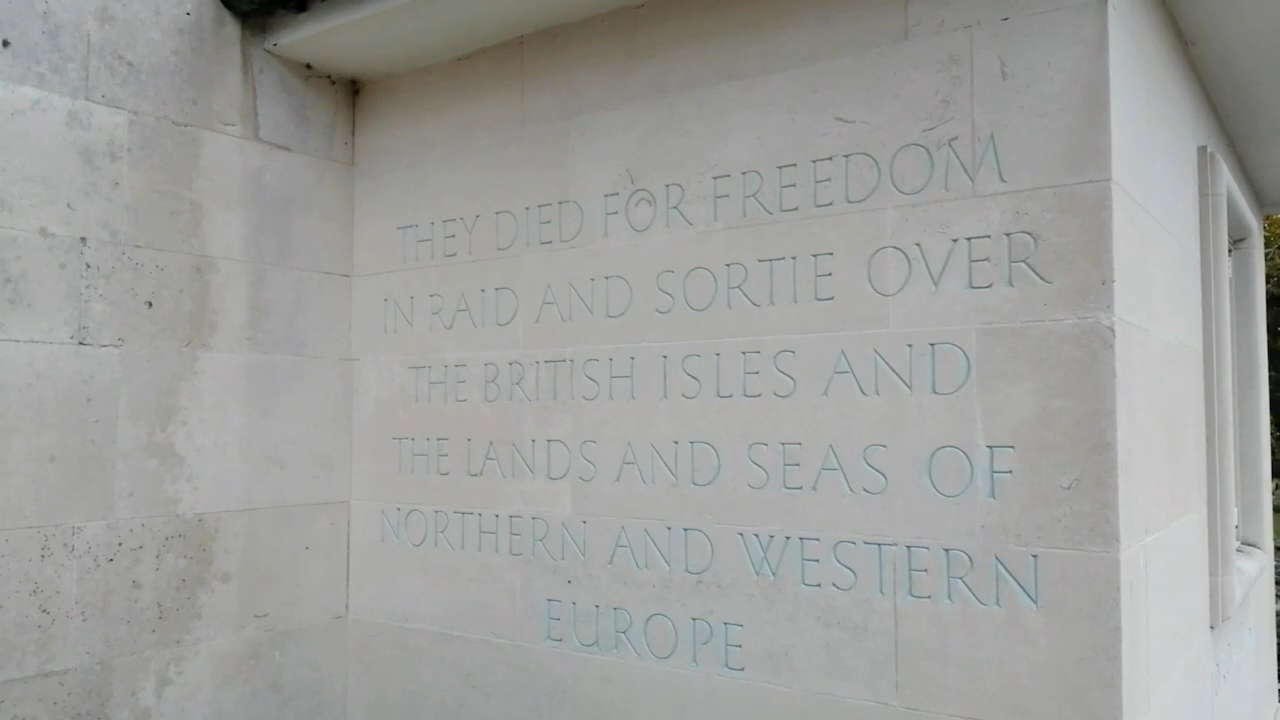 THEY DIED FOR FREEDOM
IN RAID AND SORTIE OVER
THE BRITISH ISLES AND
THE LANDS AND SEAS OF
NORTHERN AND WESTERN
EUROPE